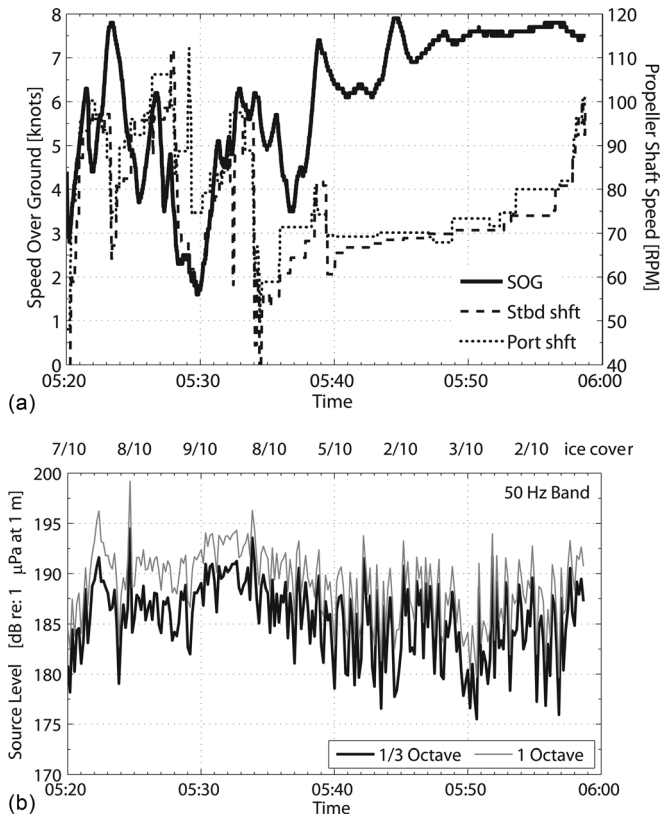 8
7
6
5
4
3
2
1
0
Speed Over Ground [knots]
120
110
100
90
80
70
60
50
40
Propeller Shaft Speed [RPM]
SOG
Stbd shft
Port shft
05:20 05:30 05:40 05:50 06:00
Time
(a)
7/10 8/10 9/10 8/10 5/10 2/10 3/10 2/10 ice cover
50 Hz Band
200
195
190
185
180
175
170
Source Level [dB re: 1 µPa at 1 m]
1/3 Octave 1 Octave
05:20 05:30 05:40 05:50 06:00
Time
(b)